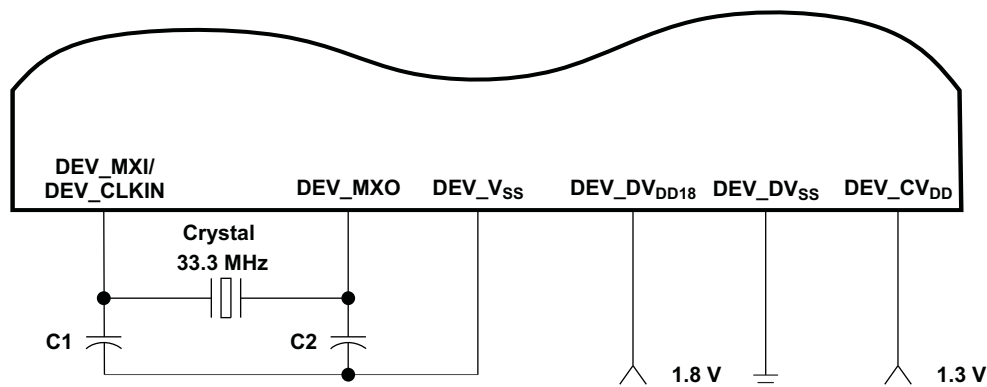 DEV_MXI/
DEV_CLKIN
DEV_MXO
DEV_VSS
DEV_DVDD18
DEV_DVSS
DEV_CVDD
Crystal
33.3 MHz
C1
C2
1.8 V
1.3 V